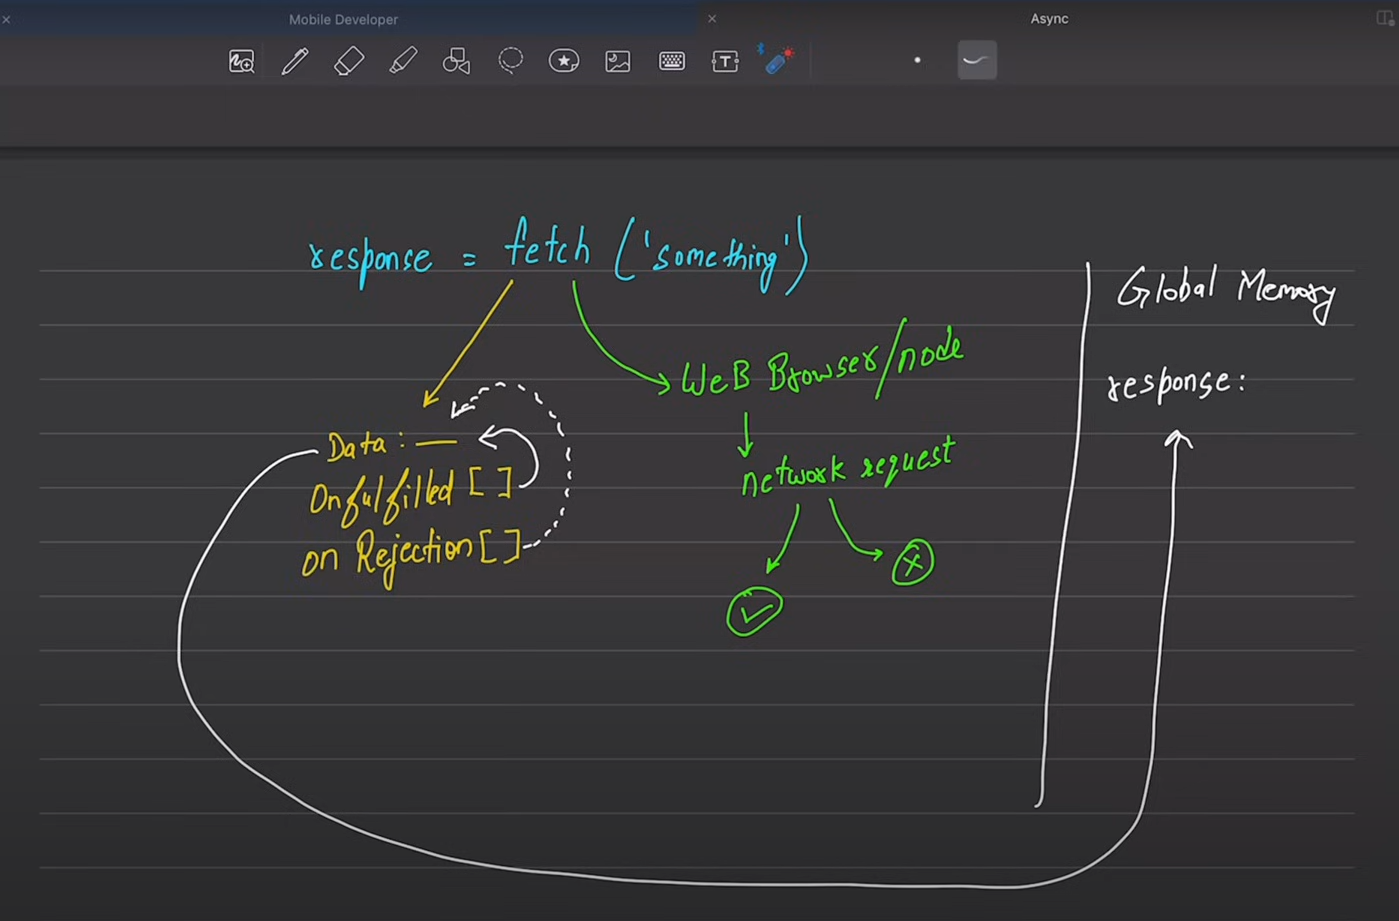 Mobile Developer
Async
T
response = fetch ('something')
Global Memory
WeB Browser/node
response:
Data : —
network request
Onfulfilled [ ]
on Rejection [ ]